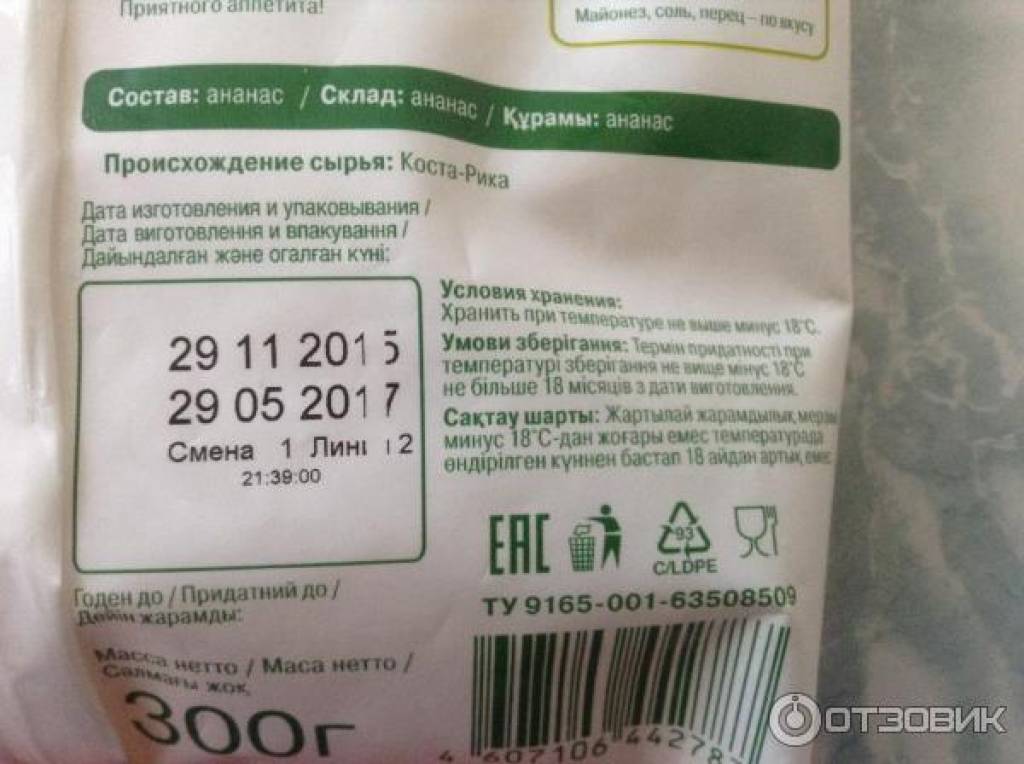 Приятного аппетита!
Майонез, соль, перец – по вкусу
Состав: ананас / Склад: ананас / Құрамы: ананас
Происхождение сырья: Коста-Рика
Дата изготовления и упаковывания /
Дата виготовлення и впакування /
Дайындалған және огалған күні:
29 11 2015
29 05 2017
Смена 1 Лини 2
21:39:00
Условия хранения:
Хранить при температуре не выше минус 18°С.
Умови зберігання: Термін придатності при
температурі зберігання не вище мінус 18°С
не більше 18 місяців з дати виготовлення.
Сақтау шарты: Жартылай жарамдылық
минус 18°С-дан жоғары емес температурада
өндірілген күннен бастап 18 айдан артық емес
EAC
93
C/LDPE
ТУ 9165-001-63508509
Годен до / Придатний до /
Дейін жарамды:
Масса нетто / Маса нетто /
Салмағы жоқ
300г
4 607106 44278
ОТЗОВИК